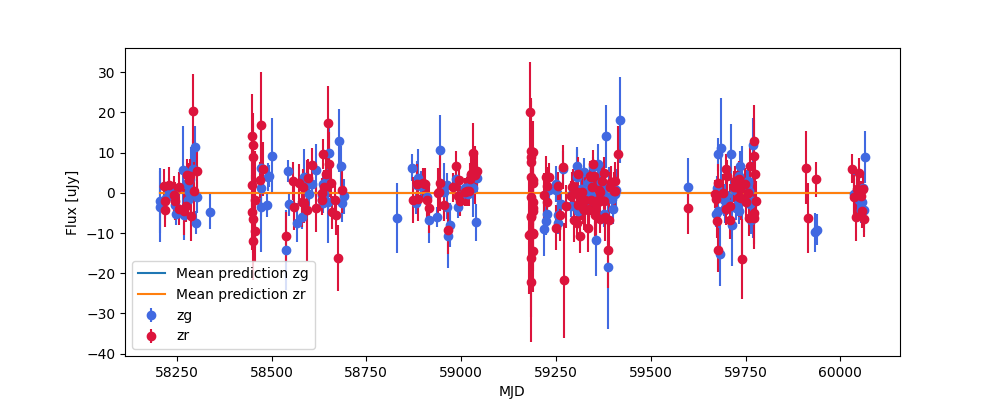 30
20
10
0
−10
−20
−30
−40
Flux [uJy]
Mean prediction zg
Mean prediction zr
zg
zr
58250 58500 58750 59000 59250 59500 59750 60000
MJD